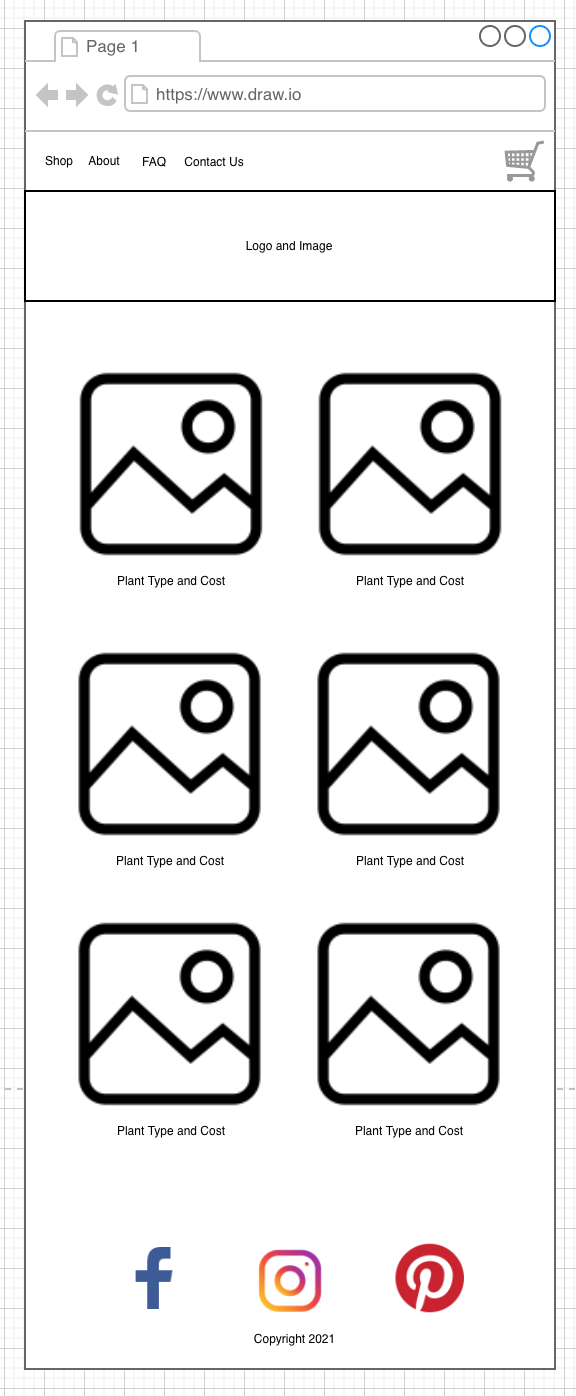 Page 1
https://www.draw.io
Shop About FAQ Contact Us
Logo and Image
Plant Type and Cost Plant Type and Cost
Plant Type and Cost Plant Type and Cost
Plant Type and Cost Plant Type and Cost
Copyright 2021